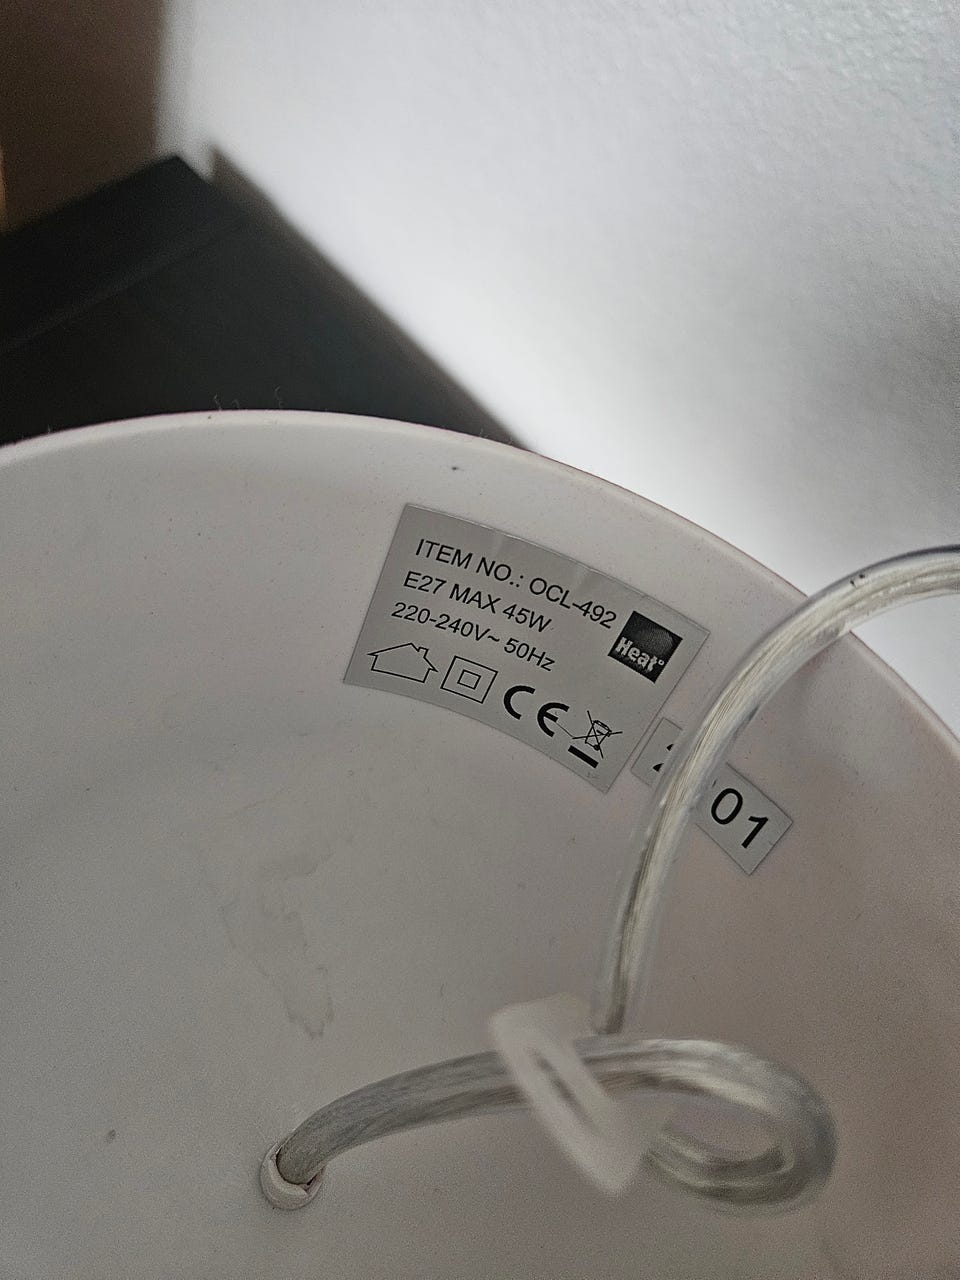 ITEM NO.: OCL-492
E27 MAX 45W
220-240V~ 50Hz
Heat°
CE
01